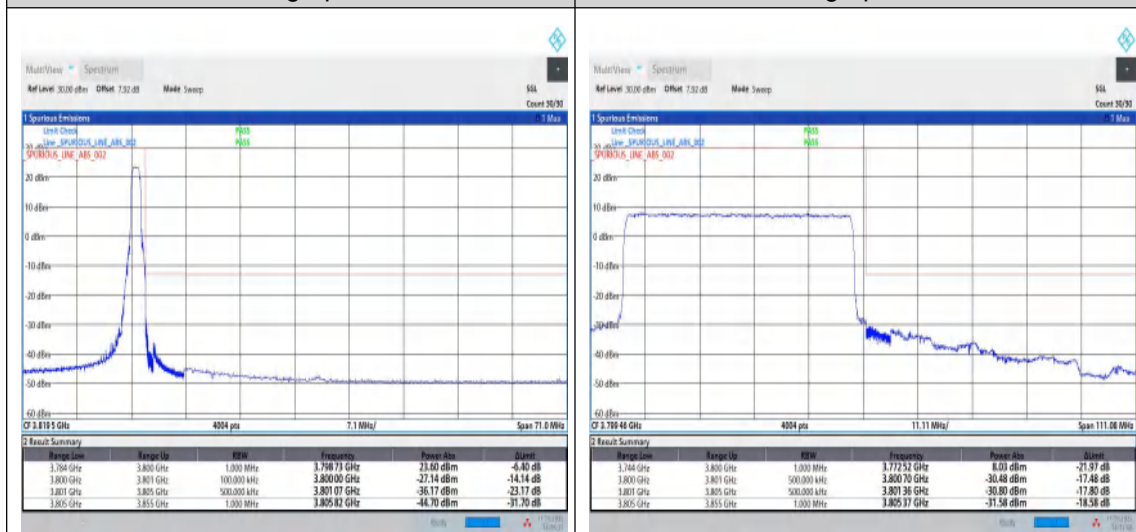 MultiView Spectrum
Ref Level 30.00 dBm Offset 7.32 dB Mode Sweep SGL
Count 30/30
1 Spurious Emissions 1 Max
Limit Check PASS
Line _SPURIOUS_LINE_ABS_002 PASS
SPURIOUS_LINE_ABS_002
20 dBm
10 dBm
0 dBm
-10 dBm
-20 dBm
-30 dBm
-40 dBm
-50 dBm
-60 dBm
CF 3.8195 GHz 4004 pts 7.1 MHz/ Span 71.0 MHz
2 Result Summary
Range Low Range Up RBW Frequency Power Abs ΔLimit
3.784 GHz 3.800 GHz 1.000 MHz 3.79873 GHz 23.60 dBm -6.40 dB
3.800 GHz 3.801 GHz 100.000 kHz 3.80000 GHz -27.14 dBm -14.14 dB
3.801 GHz 3.805 GHz 500.000 kHz 3.80107 GHz -36.17 dBm -23.17 dB
3.805 GHz 3.855 GHz 1.000 MHz 3.80582 GHz -44.70 dBm -31.70 dB
MultiView Spectrum
Ref Level 30.00 dBm Offset 7.32 dB Mode Sweep SGL
Count 30/30
1 Spurious Emissions 1 Max
Limit Check PASS
Line _SPURIOUS_LINE_ABS_002 PASS
SPURIOUS_LINE_ABS_002
20 dBm
10 dBm
0 dBm
-10 dBm
-20 dBm
-30 dBm
-40 dBm
-50 dBm
-60 dBm
CF 3.79946 GHz 4004 pts 11.11 MHz/ Span 111.08 MHz
2 Result Summary
Range Low Range Up RBW Frequency Power Abs ΔLimit
3.744 GHz 3.800 GHz 1.000 MHz 3.77252 GHz 8.03 dBm -21.97 dB
3.800 GHz 3.801 GHz 500.000 kHz 3.80070 GHz -30.48 dBm -17.48 dB
3.801 GHz 3.805 GHz 500.000 kHz 3.80136 GHz -30.80 dBm -17.80 dB
3.805 GHz 3.855 GHz 1.000 MHz 3.80537 GHz -31.58 dBm -18.58 dB